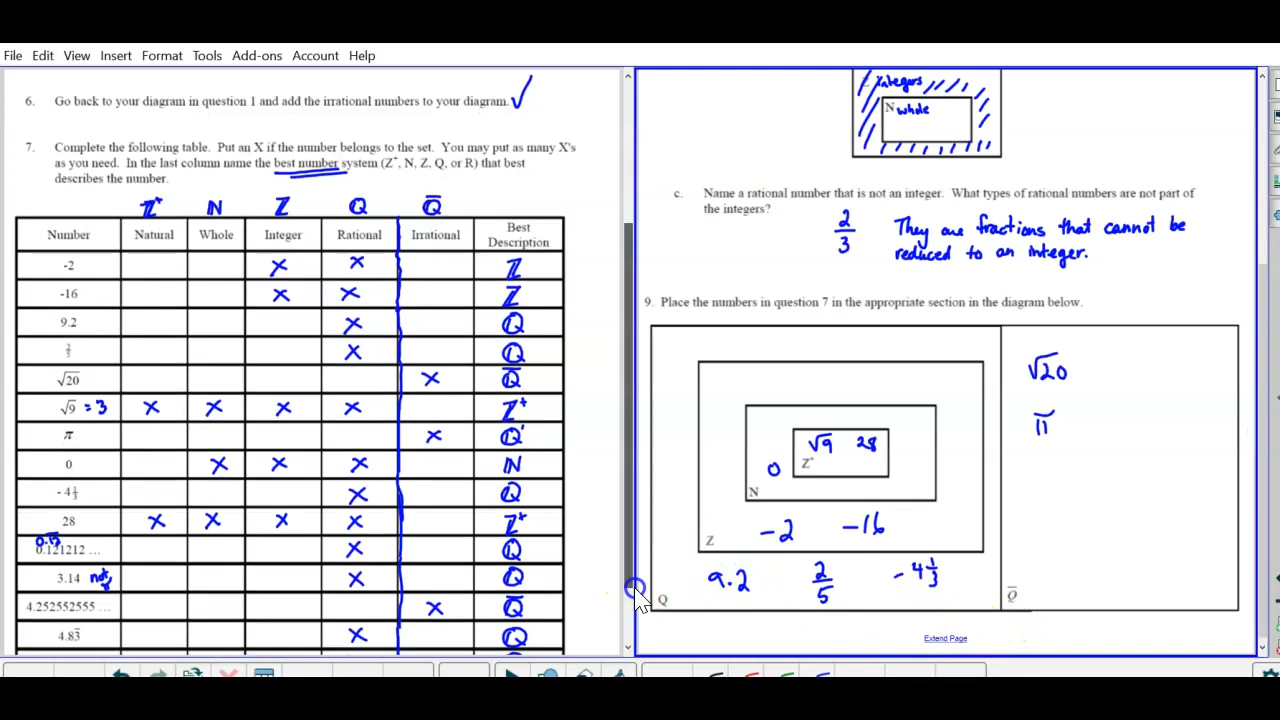 File Edit View Insert Format Tools Add-ons Account Help
6. Go back to your diagram in question 1 and add the irrational numbers to your diagram. ✓
7. Complete the following table. Put an X if the number belongs to the set. You may put as many X's
as you need. In the last column name the best number system (Z⁺, N, Z, Q, or R) that best
describes the number.
ℤ⁺ ℕ ℤ ℚ ℚ̅
Number Natural Whole Integer Rational Irrational Best Description
-2 X X ℤ
-16 X X ℤ
9.2 X ℚ
X ℚ
√20 X ℚ̅
√9 = 3 X X X X ℤ⁺
π X ℚ'
0 X X X ℕ
- 4⅓ X ℚ
28 X X X X ℤ⁺
0.121212 ... X ℚ
3.14 not X ℚ
4.252552555 ... X ℚ̅
4.83̅ X ℚ
Integers
N whole
c. Name a rational number that is not an integer. What types of rational numbers are not part of
the integers?
2/3 They are fractions that cannot be
reduced to an integer.
9. Place the numbers in question 7 in the appropriate section in the diagram below.
√20
π
√9 28
Z⁺
0
N
-2 -16
Z
9.2 2/5 -4⅓
Q Q̅
Extend Page